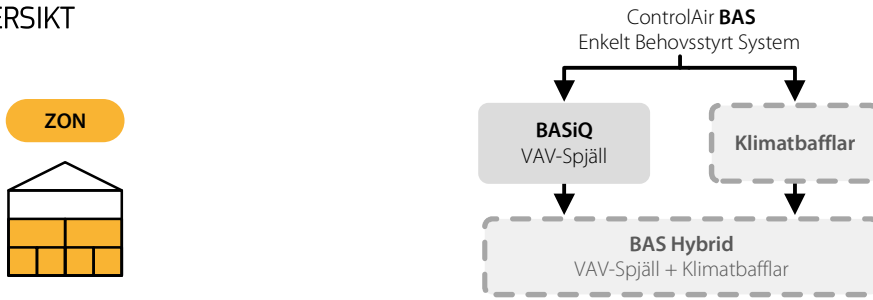 ERSIKT
ZON
ControlAir BAS
Enkelt Behovsstyrt System
BASiQ
VAV-Spjäll
Klimatbafflar
BAS Hybrid
VAV-Spjäll + Klimatbafflar